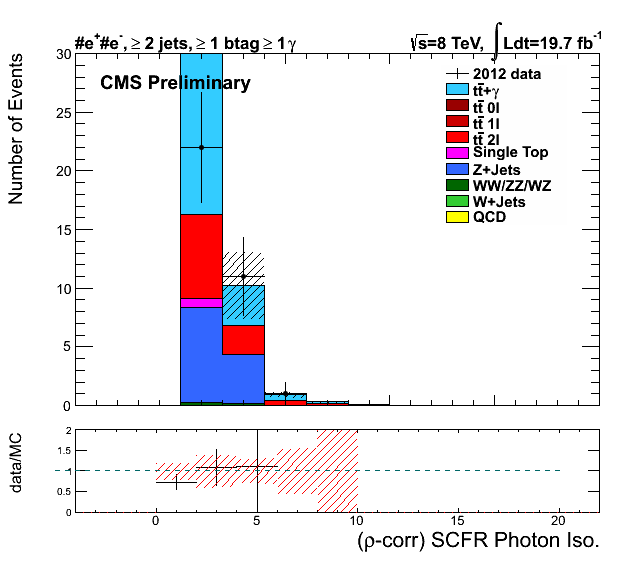 #e⁺#e⁻, ≥ 2 jets, ≥ 1 btag ≥ 1γ
√s=8 TeV, ∫ Ldt=19.7 fb⁻¹
CMS Preliminary
2012 data
tt̄+γ
tt̄ 0l
tt̄ 1l
tt̄ 2l
Single Top
Z+Jets
WW/ZZ/WZ
W+Jets
QCD
Number of Events
30
25
20
15
10
5
0
data/MC
2
1.5
1
0.5
0
0 5 10 15 20
(ρ-corr) SCFR Photon Iso.